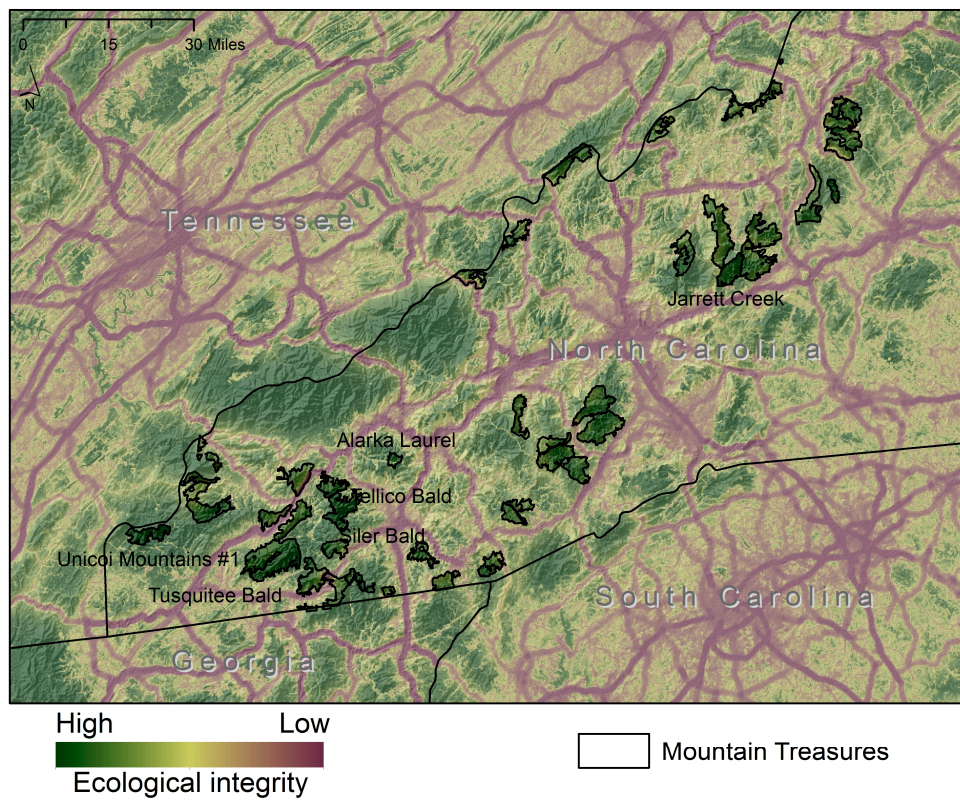 0 15 30 Miles
N
Tennessee
Jarrett Creek
North Carolina
Alarka Laurel
Tellico Bald
Siler Bald
Unicoi Mountains #1
Tusquitee Bald
South Carolina
Georgia
High Low
Mountain Treasures
Ecological integrity